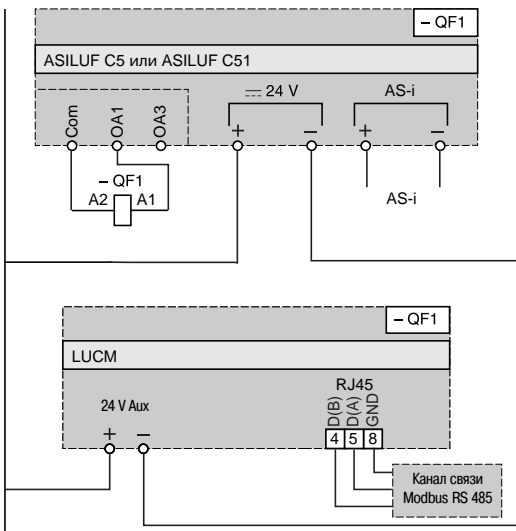 – QF1
ASILUF C5 или ASILUF C51
24 V
AS-i
Com
OA1
OA3
+
–
+
–
– QF1
A2
A1
AS-i
– QF1
LUCM
RJ45
24 V Aux
D(B)
D(A)
GND
+
–
4 5 8
Канал связи
Modbus RS 485